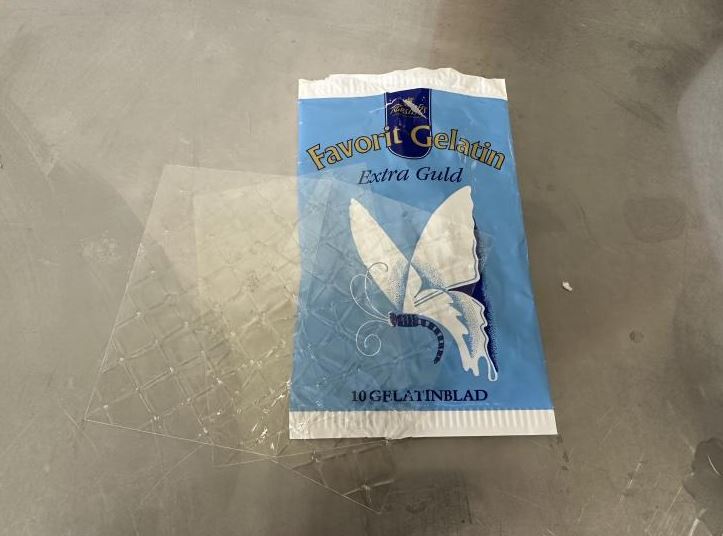 Favorit Gelatin
Extra Guld
10 GELATINBLAD